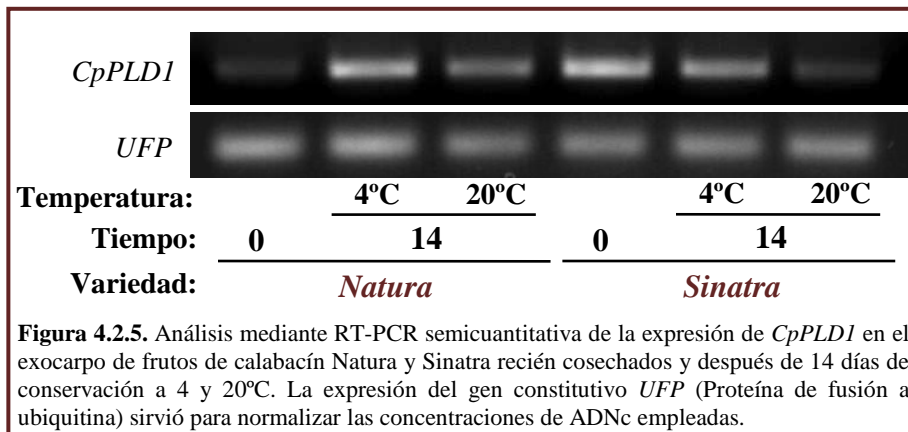 CpPLD1
UFP
Temperatura: 4ºC 20ºC 4ºC 20ºC
Tiempo: 0 14 0 14
Variedad: Natura Sinatra
Figura 4.2.5. Análisis mediante RT-PCR semicuantitativa de la expresión de CpPLD1 en el
exocarpo de frutos de calabacín Natura y Sinatra recién cosechados y después de 14 días de
conservación a 4 y 20ºC. La expresión del gen constitutivo UFP (Proteína de fusión a
ubiquitina) sirvió para normalizar las concentraciones de ADNc empleadas.